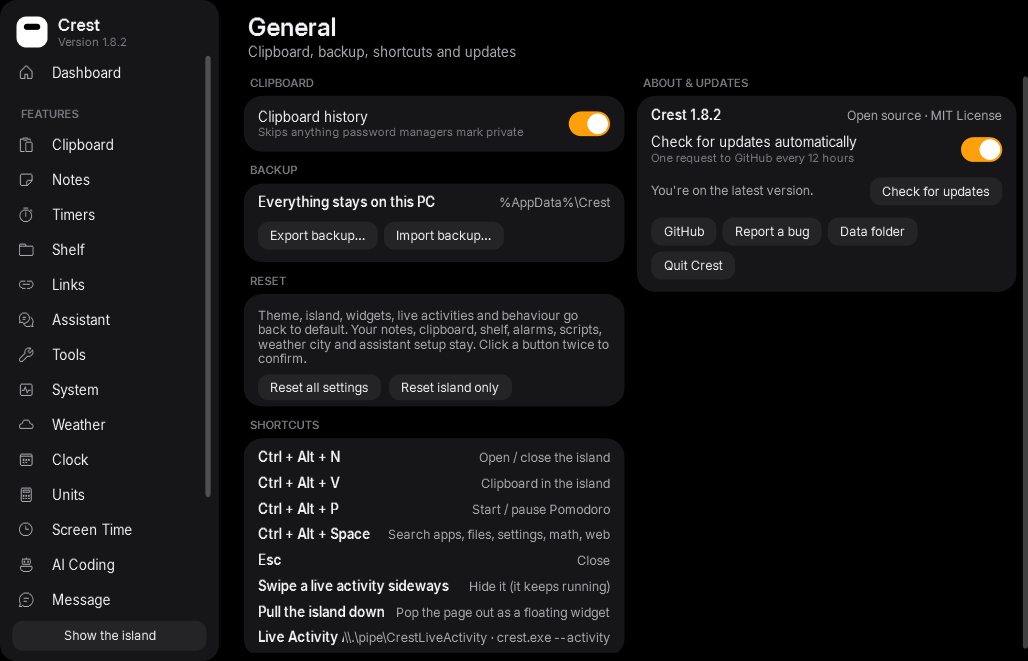 Crest
Version 1.8.2
Dashboard
FEATURES
Clipboard
Notes
Timers
Shelf
Links
Assistant
Tools
System
Weather
Clock
Units
Screen Time
AI Coding
Message
Show the island
General
Clipboard, backup, shortcuts and updates
CLIPBOARD
Clipboard history
Skips anything password managers mark private
BACKUP
Everything stays on this PC %AppData%\Crest
Export backup... Import backup...
RESET
Theme, island, widgets, live activities and behaviour go
back to default. Your notes, clipboard, shelf, alarms, scripts,
weather city and assistant setup stay. Click a button twice to
confirm.
Reset all settings Reset island only
SHORTCUTS
Ctrl + Alt + N Open / close the island
Ctrl + Alt + V Clipboard in the island
Ctrl + Alt + P Start / pause Pomodoro
Ctrl + Alt + Space Search apps, files, settings, math, web
Esc Close
Swipe a live activity sideways Hide it (it keeps running)
Pull the island down Pop the page out as a floating widget
Live Activity \\.\pipe\CrestLiveActivity · crest.exe --activity
ABOUT & UPDATES
Crest 1.8.2 Open source · MIT License
Check for updates automatically
One request to GitHub every 12 hours
You're on the latest version. Check for updates
GitHub Report a bug Data folder
Quit Crest